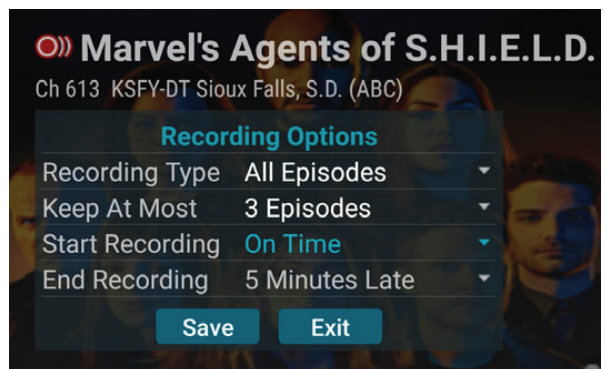 Marvel's Agents of S.H.I.E.L.D.
Ch 613 KSFY-DT Sioux Falls, S.D. (ABC)
Recording Options
Recording Type All Episodes
Keep At Most 3 Episodes
Start Recording On Time
End Recording 5 Minutes Late
Save Exit